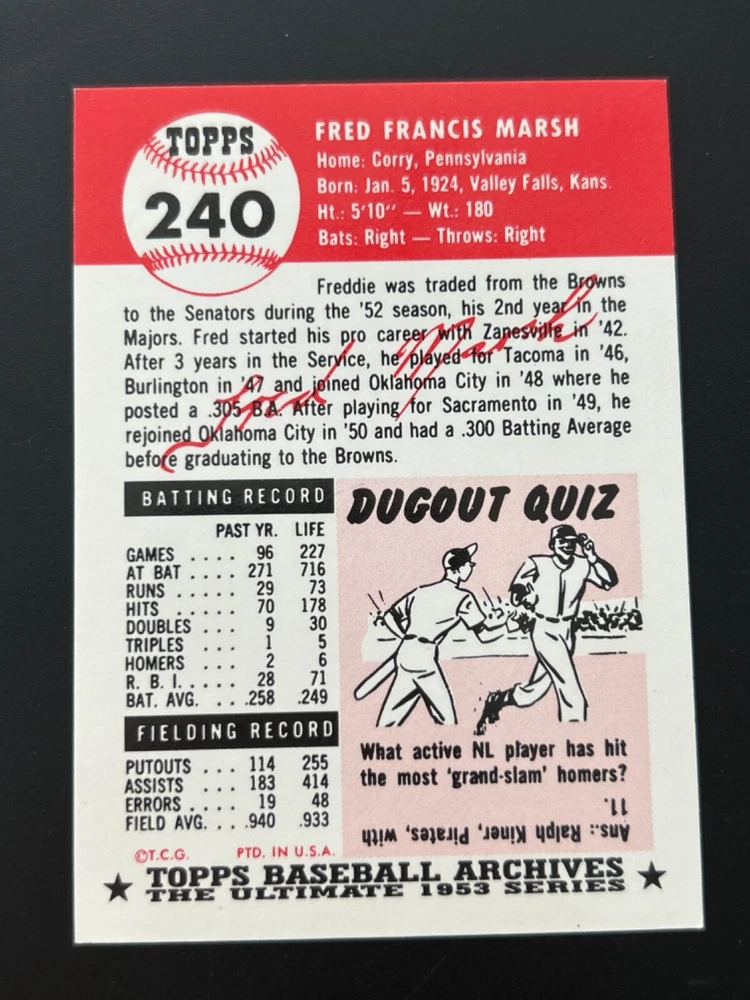 TOPPS
240
FRED FRANCIS MARSH
Home: Corry, Pennsylvania
Born: Jan. 5, 1924, Valley Falls, Kans.
Ht.: 5'10" — Wt.: 180
Bats: Right — Throws: Right
Freddie was traded from the Browns
to the Senators during the '52 season, his 2nd year in the
Majors. Fred started his pro career with Zanesville in '42.
After 3 years in the Service, he played for Tacoma in '46,
Burlington in '47 and joined Oklahoma City in '48 where he
posted a .305 B.A. After playing for Sacramento in '49, he
rejoined Oklahoma City in '50 and had a .300 Batting Average
before graduating to the Browns.
Fred Marsh
BATTING RECORD
PAST YR. LIFE
GAMES .... 96 227
AT BAT .... 271 716
RUNS .... 29 73
HITS .... 70 178
DOUBLES ... 9 30
TRIPLES ... 1 5
HOMERS ... 2 6
R. B. I. .... 28 71
BAT. AVG. ... .258 .249
FIELDING RECORD
PUTOUTS ... 114 255
ASSISTS ... 183 414
ERRORS .... 19 48
FIELD AVG. ... .940 .933
©T.C.G. PTD. IN U.S.A.
DUGOUT QUIZ
What active NL player has hit
the most 'grand-slam' homers?
Ans.: Ralph Kiner, Pirates, with
11.
★ TOPPS BASEBALL ARCHIVES ★
THE ULTIMATE 1953 SERIES